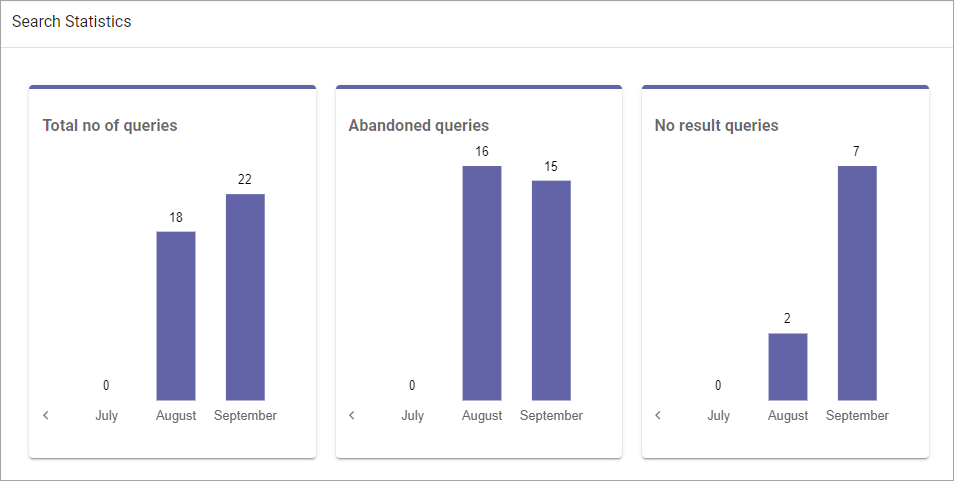 Search Statistics
Total no of queries
22
18
0
July August September
Abandoned queries
16
15
0
July August September
No result queries
7
2
0
July August September